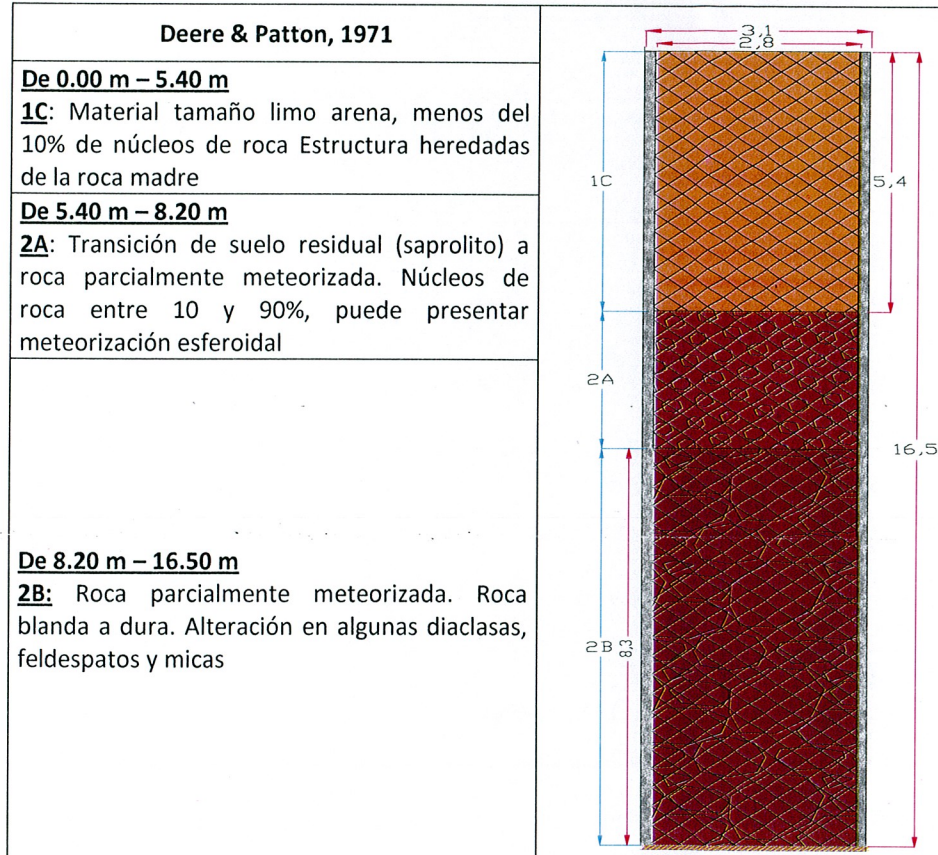 Deere & Patton, 1971
De 0.00 m – 5.40 m
1C: Material tamaño limo arena, menos del
10% de núcleos de roca Estructura heredadas
de la roca madre
De 5.40 m – 8.20 m
2A: Transición de suelo residual (saprolito) a
roca parcialmente meteorizada. Núcleos de
roca entre 10 y 90%, puede presentar
meteorización esferoidal
De 8.20 m – 16.50 m
2B: Roca parcialmente meteorizada. Roca
blanda a dura. Alteración en algunas diaclasas,
feldespatos y micas
3,1
2,8
1C
5,4
2A
16,5
2B
8,3